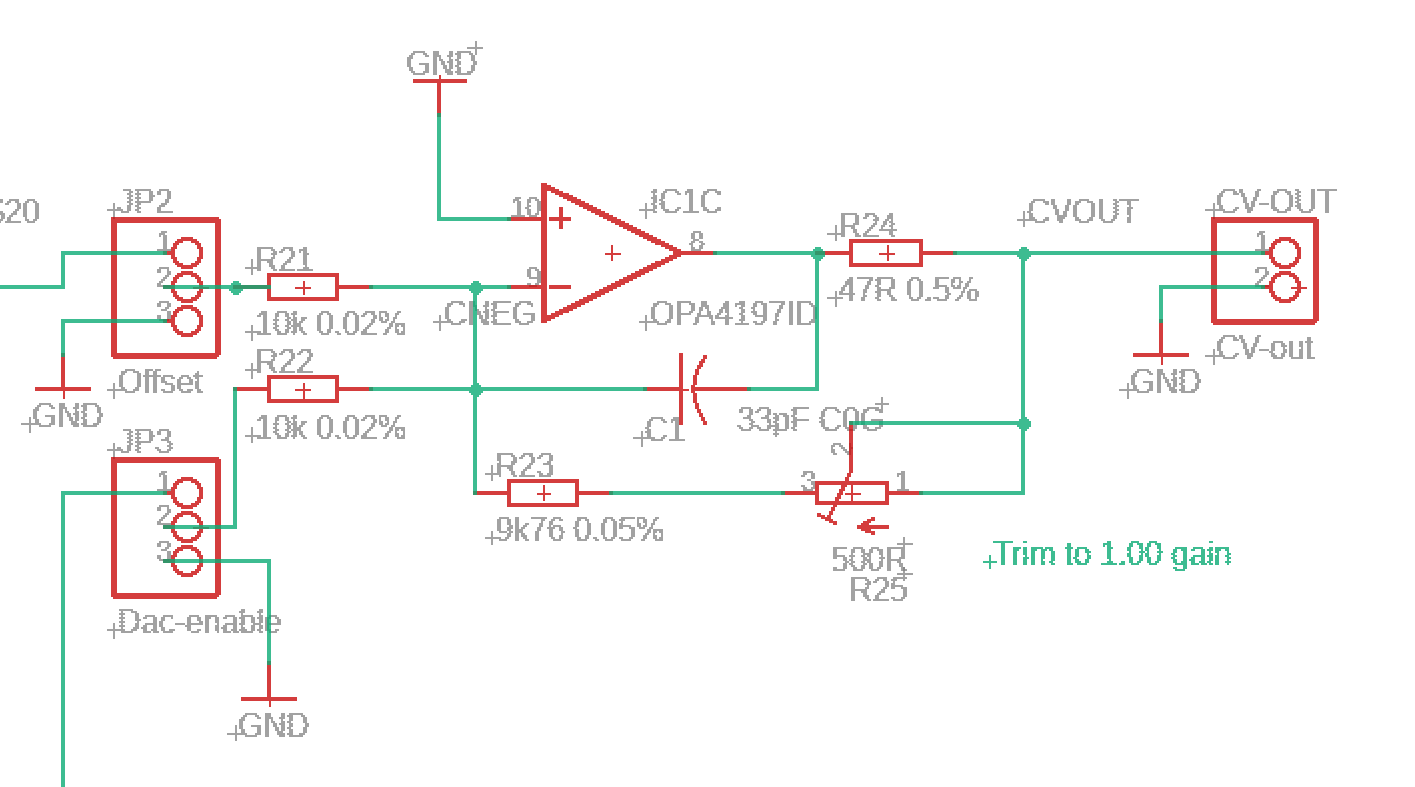 GND
JP2
520
1
2
3
Offset
GND
R21
10k 0.02%
R22
10k 0.02%
JP3
1
2
3
Dac-enable
GND
10
9
8
CNEG
IC1C
OPA4197ID
R24
47R 0.5%
C1
33pF C0G
R23
9k76 0.05%
3
2
1
500R
R25
Trim to 1.00 gain
CVOUT
CV-OUT
1
2
CV-out
GND